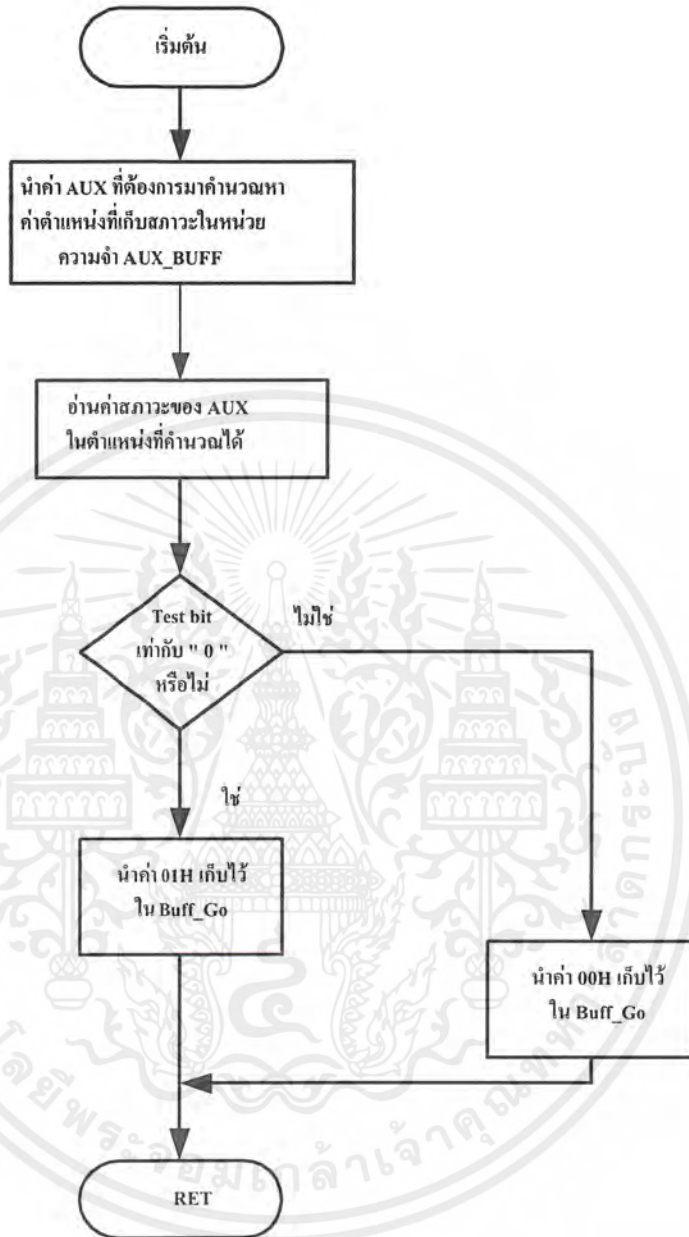 เริ่มต้น
นำค่า AUX ที่ต้องการมาคำนวณหา
ค่าตำแหน่งที่เก็บสภาวะในหน่วย
ความจำ AUX_BUFF
อ่านค่าสภาวะของ AUX
ในตำแหน่งที่คำนวณได้
Test bit
เท่ากับ " 0 "
หรือไม่
ไม่ใช่
ใช่
นำค่า 01H เก็บไว้
ใน Buff_Go
นำค่า 00H เก็บไว้
ใน Buff_Go
RET